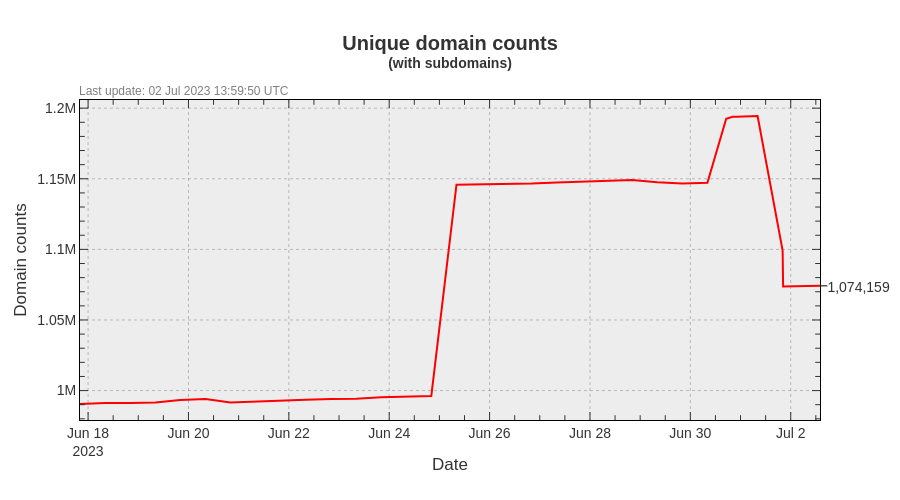 Unique domain counts
(with subdomains)
Last update: 02 Jul 2023 13:59:50 UTC
1.2M
1.15M
1.1M
1.05M
1M
Domain counts
1,074,159
Jun 18
2023
Jun 20
Jun 22
Jun 24
Jun 26
Jun 28
Jun 30
Jul 2
Date